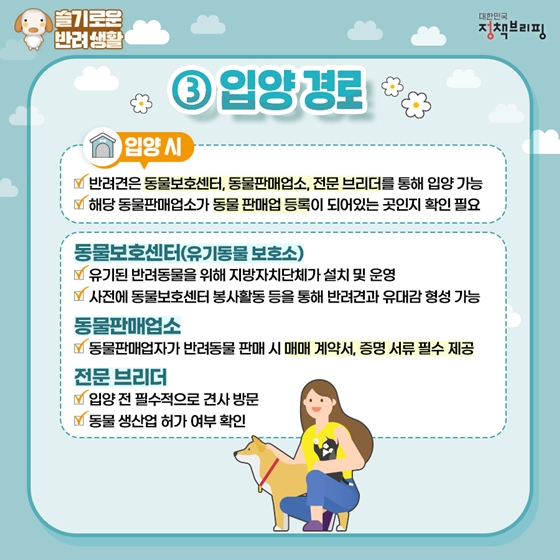 슬기로운
반려 생활
대한민국
정책브리핑
③ 입양 경로
입양 시
반려견은 동물보호센터, 동물판매업소, 전문 브리더를 통해 입양 가능
해당 동물판매업소가 동물 판매업 등록이 되어있는 곳인지 확인 필요
동물보호센터(유기동물 보호소)
유기된 반려동물을 위해 지방자치단체가 설치 및 운영
사전에 동물보호센터 봉사활동 등을 통해 반려견과 유대감 형성 가능
동물판매업소
동물판매업자가 반려동물 판매 시 매매 계약서, 증명 서류 필수 제공
전문 브리더
입양 전 필수적으로 견사 방문
동물 생산업 허가 여부 확인